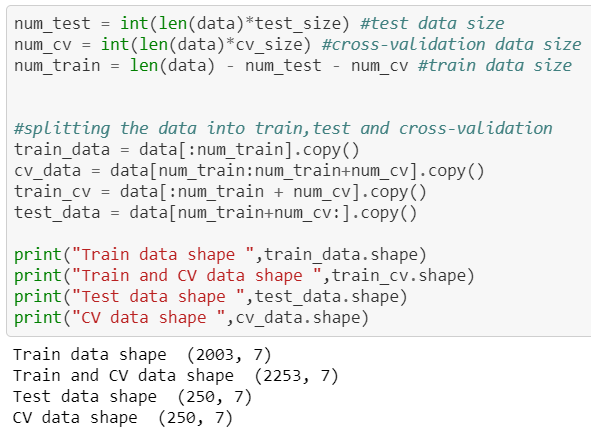 num_test = int(len(data)*test_size) #test data size
num_cv = int(len(data)*cv_size) #cross-validation data size
num_train = len(data) - num_test - num_cv #train data size
#splitting the data into train,test and cross-validation
train_data = data[:num_train].copy()
cv_data = data[num_train:num_train+num_cv].copy()
train_cv = data[:num_train + num_cv].copy()
test_data = data[num_train+num_cv:].copy()
print("Train data shape ",train_data.shape)
print("Train and CV data shape ",train_cv.shape)
print("Test data shape ",test_data.shape)
print("CV data shape ",cv_data.shape)
Train data shape  (2003, 7)
Train and CV data shape  (2253, 7)
Test data shape  (250, 7)
CV data shape  (250, 7)